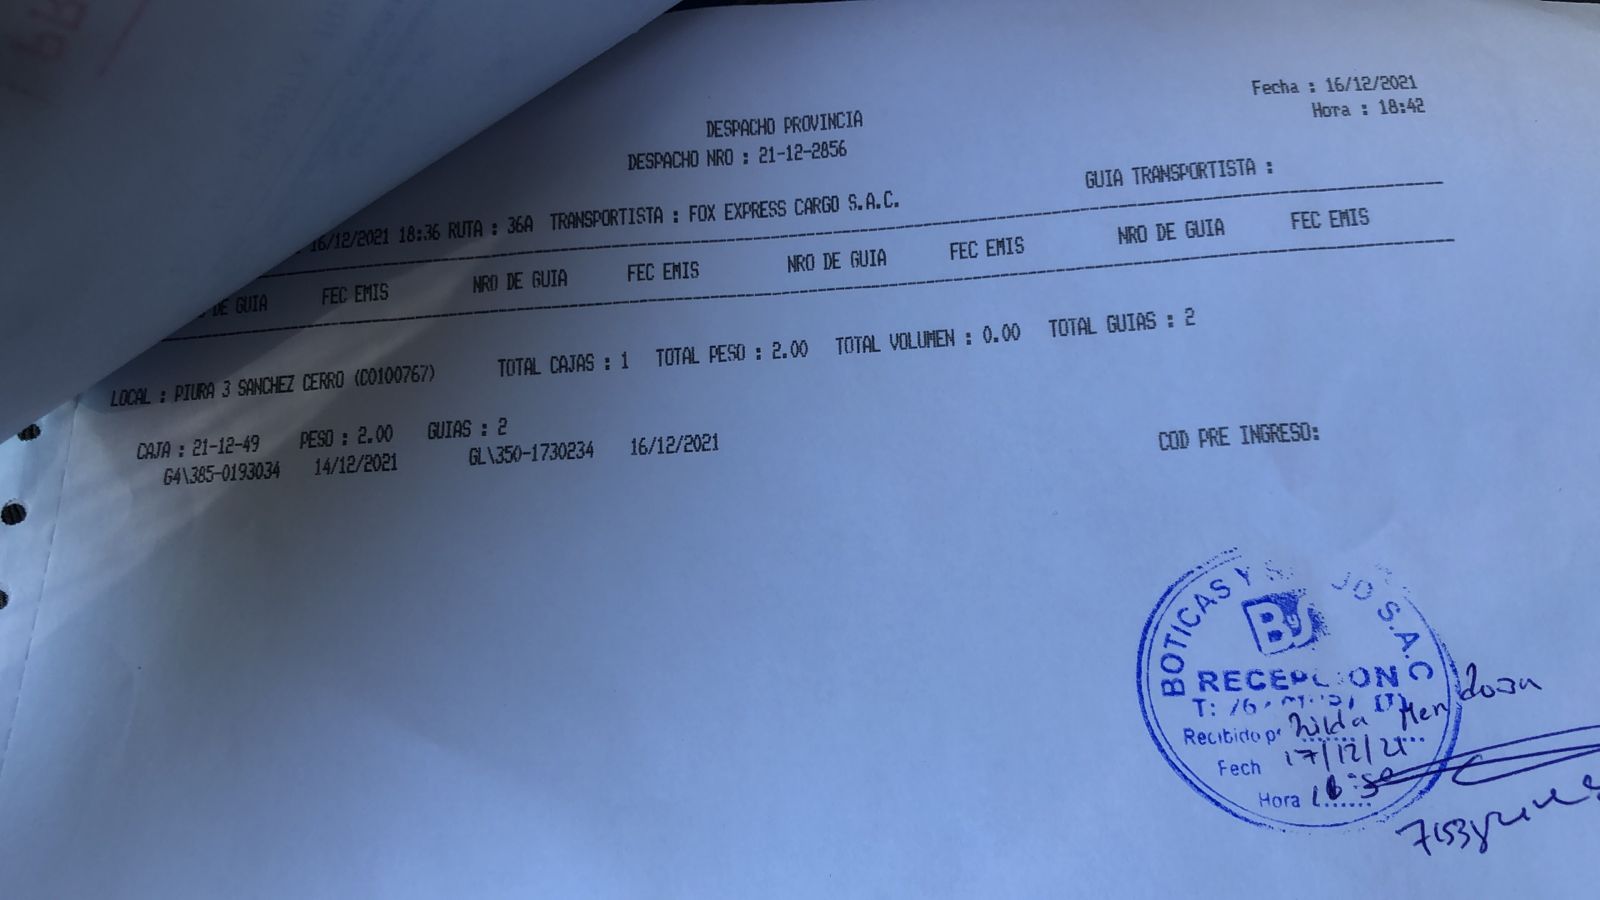 Fecha : 16/12/2021
Hora : 18:42
DESPACHO PROVINCIA
DESPACHO NRO : 21-12-2856
GUIA TRANSPORTISTA :
16/12/2021 18:36 RUTA : 36A TRANSPORTISTA : FOX EXPRESS CARGO S.A.C.
DE GUIA FEC EMIS NRO DE GUIA FEC EMIS NRO DE GUIA FEC EMIS NRO DE GUIA FEC EMIS
LOCAL : PIURA 3 SANCHEZ CERRO (CO100767) TOTAL CAJAS : 1 TOTAL PESO : 2.00 TOTAL VOLUMEN : 0.00 TOTAL GUIAS : 2
CAJA : 21-12-49 PESO : 2.00 GUIAS : 2
COD PRE INGRESO:
G4\385-0193034 14/12/2021 GL\350-1730234 16/12/2021
BOTICAS Y S.A.C
BS
RECEPCION
T:
Recibido p Zulda Mendoza
Fech 17/12/21
Hora